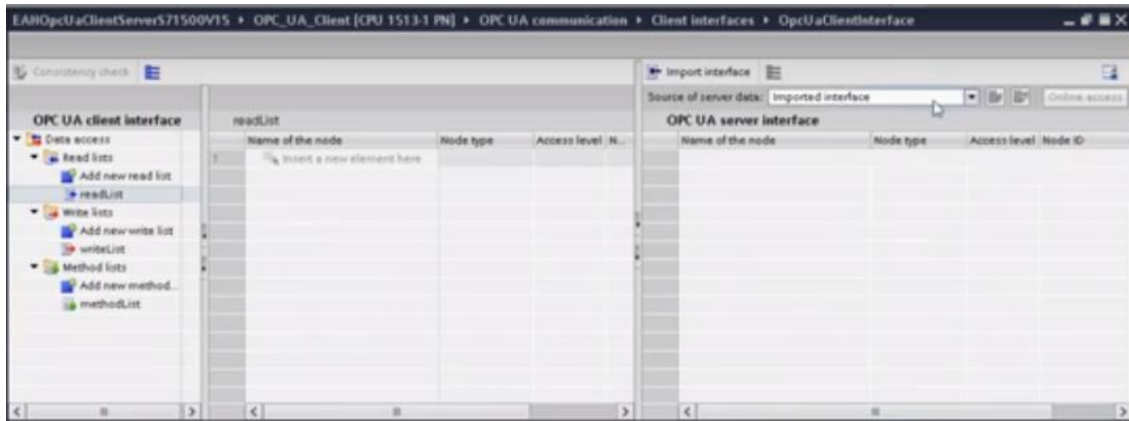 EAHOpcUaClientServerS71500V15 ▸ OPC_UA_Client [CPU 1513-1 PN] ▸ OPC UA communication ▸ Client interfaces ▸ OpcUaClientInterface
Consistency check
Import interface
Source of server data: Imported interface
Online access
OPC UA client interface
readList
OPC UA server interface
Name of the node Node type Access level N...
Name of the node Node type Access level Node ID
Data access
1 Insert a new element here
Read lists
Add new read list
readList
Write lists
Add new write list
writeList
Method lists
Add new method...
methodList